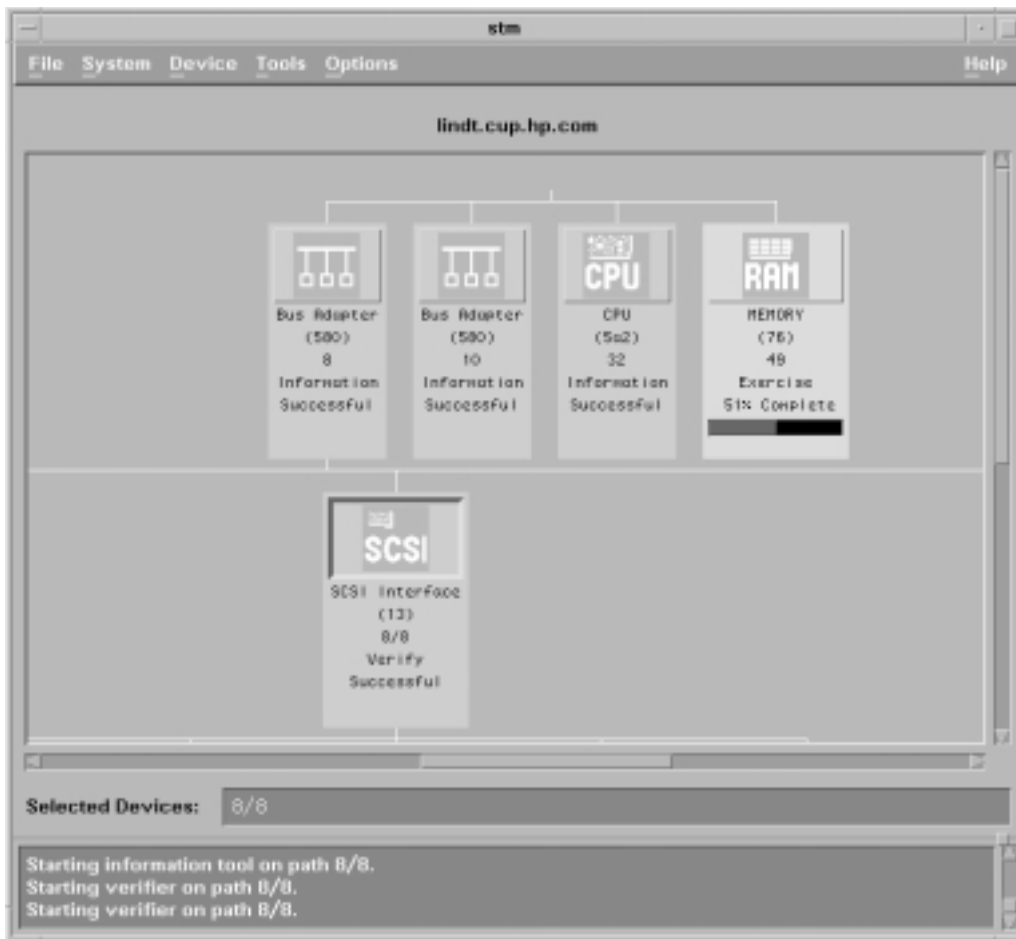 stm
File System Device Tools Options Help
lindt.cup.hp.com
CPU RAM
Bus Adapter Bus Adapter CPU MEMORY
(580) (580) (5a2) (76)
8 10 32 49
Information Information Information Exercise
Successful Successful Successful 51% Complete
SCSI
SCSI Interface
(13)
8/8
Verify
Successful
Selected Devices: 8/8
Starting information tool on path 8/8.
Starting verifier on path 8/8.
Starting verifier on path 8/8.